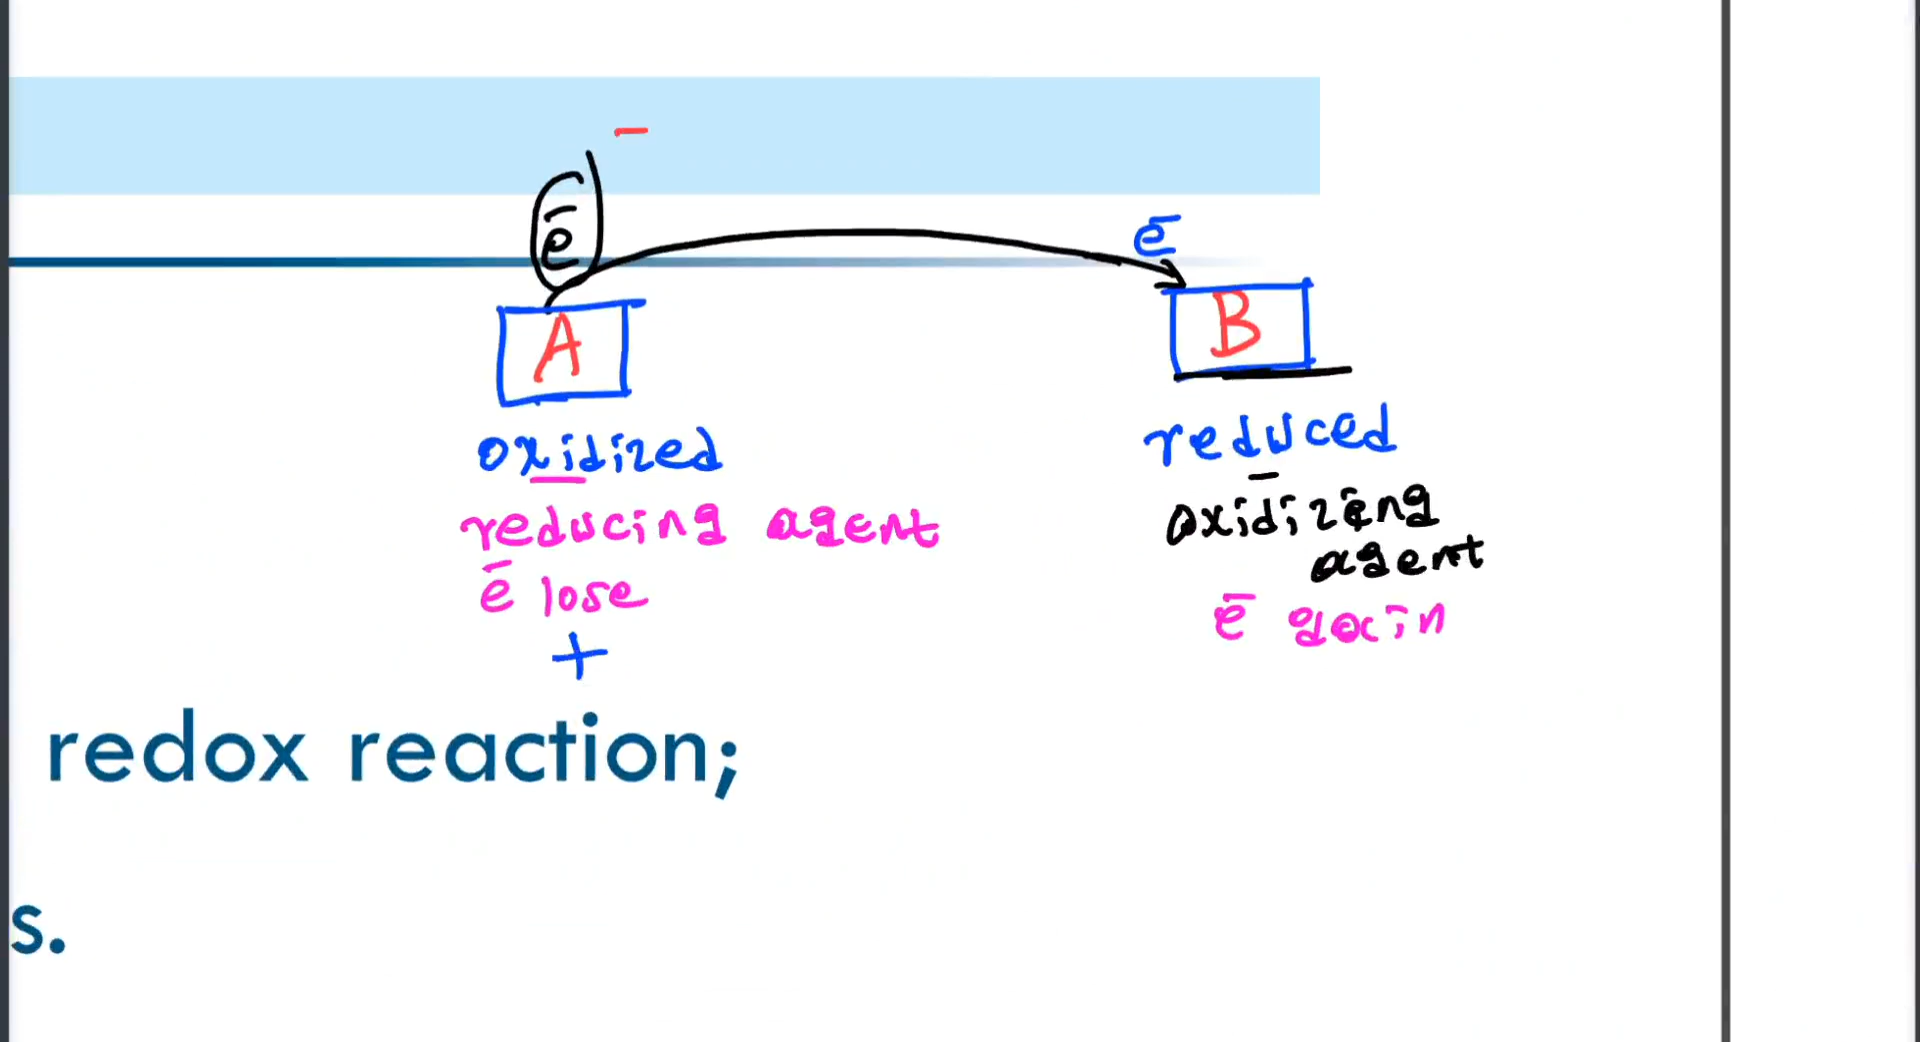 −
e̅ e̅
A B
oxidized reduced
reducing agent oxidizing
agent
e̅ lose e̅ gain
+
redox reaction;
s.